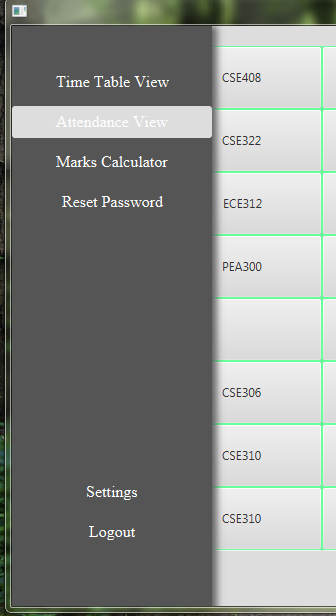 Time Table View
Attendance View
Marks Calculator
Reset Password
Settings
Logout
CSE408
CSE322
ECE312
PEA300
CSE306
CSE310
CSE310